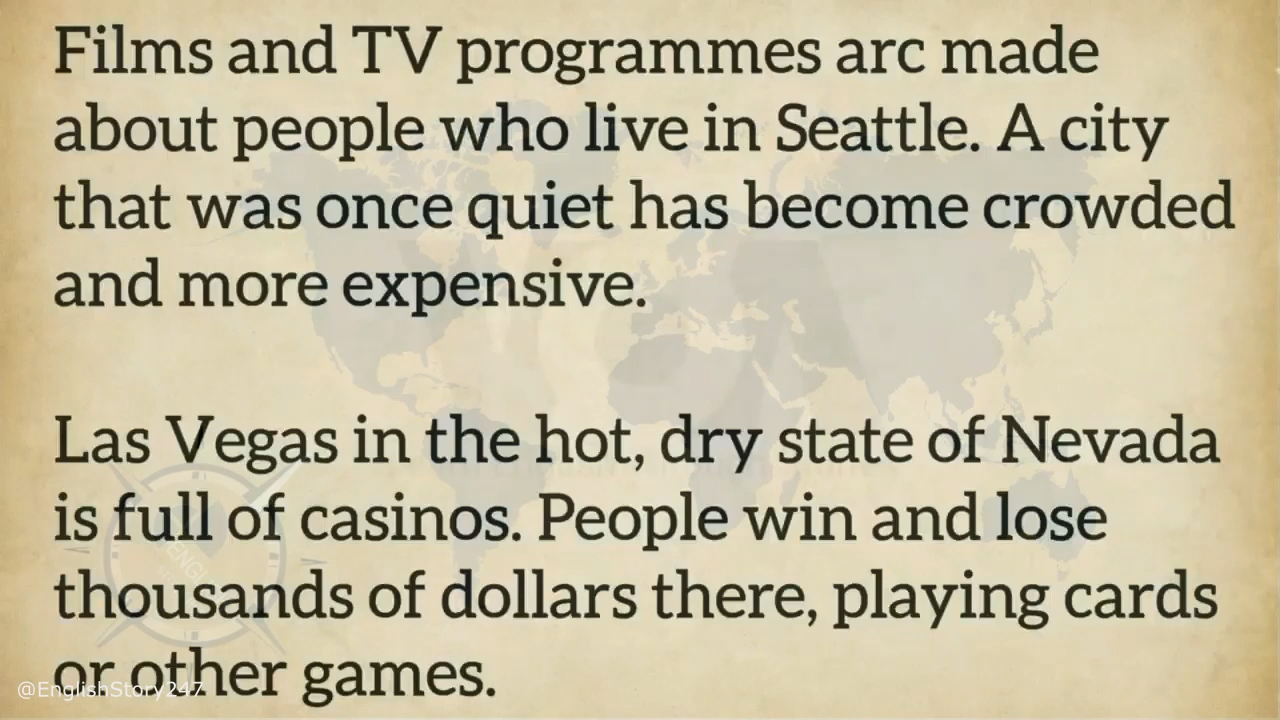 Films and TV programmes arc made
about people who live in Seattle. A city
that was once quiet has become crowded
and more expensive.
Las Vegas in the hot, dry state of Nevada
is full of casinos. People win and lose
thousands of dollars there, playing cards
or other games.
@EnglishStory247